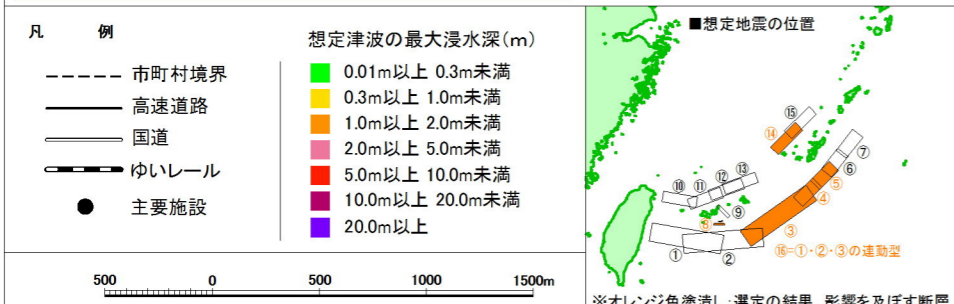 凡　例
市町村境界
高速道路
国道
ゆいレール
主要施設
想定津波の最大浸水深(m)
0.01m以上 0.3m未満
0.3m以上 1.0m未満
1.0m以上 2.0m未満
2.0m以上 5.0m未満
5.0m以上 10.0m未満
10.0m以上 20.0m未満
20.0m以上
500 0 500 1000 1500m
■想定地震の位置
⑮
⑭
⑦
⑥
⑬
⑫
⑤
⑩ ⑪
④
⑨
⑧
③
① ②
⑯=①・②・③の連動型
※オレンジ色塗潰し：選定の結果、影響を及ぼす断層